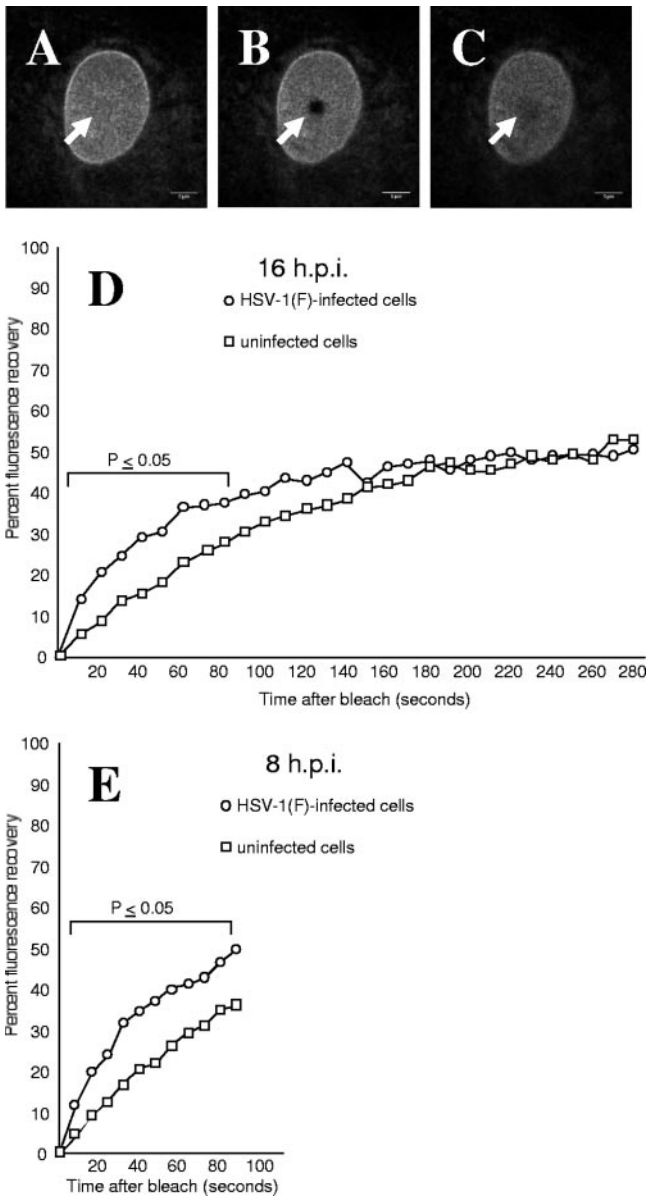 A B C
5μm 5μm 5μm
D
16 h.p.i.
HSV-1(F)-infected cells
uninfected cells
P ≤ 0.05
Percent fluorescence recovery
100
90
80
70
60
50
40
30
20
10
0
20 40 60 80 100 120 140 160 180 200 220 240 260 280
Time after bleach (seconds)
E
8 h.p.i.
HSV-1(F)-infected cells
uninfected cells
P ≤ 0.05
Percent fluorescence recovery
100
90
80
70
60
50
40
30
20
10
0
20 40 60 80 100
Time after bleach (seconds)